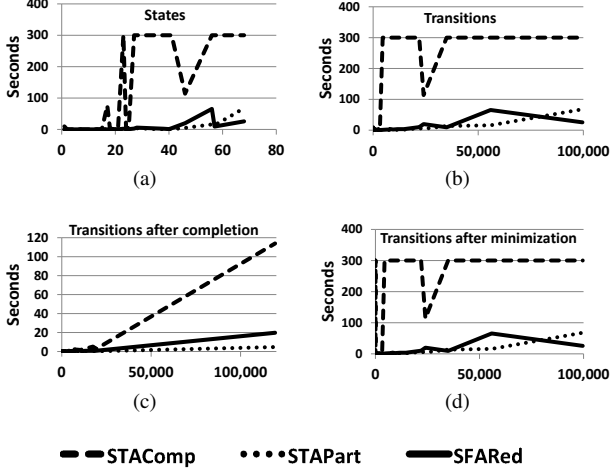 States
Seconds
400
300
200
100
0
0 20 40 60 80
(a)
Transitions
Seconds
400
300
200
100
0
0 50,000 100,000
(b)
Transitions after completion
Seconds
120
100
80
60
40
20
0
0 50,000 100,000
(c)
Transitions after minimization
Seconds
400
300
200
100
0
0 50,000 100,000
(d)
STAComp STAPart SFARed